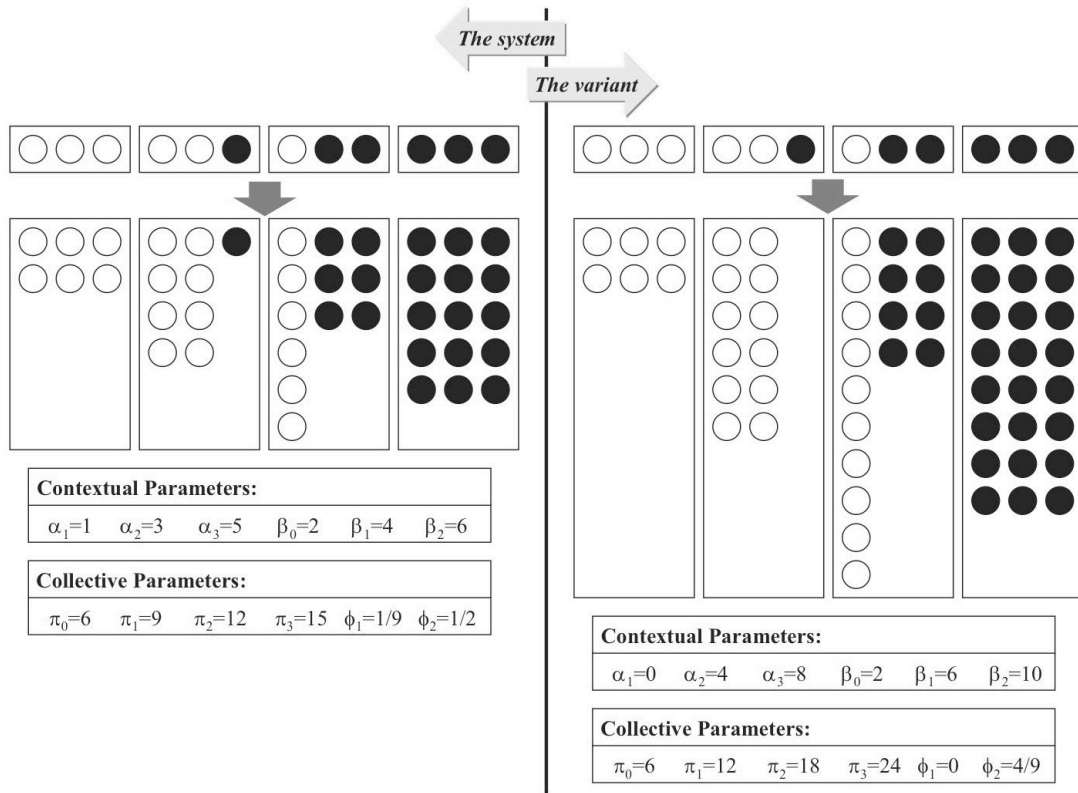 The system
The variant
Contextual Parameters:
α₁=1 α₂=3 α₃=5 β₀=2 β₁=4 β₂=6
Collective Parameters:
π₀=6 π₁=9 π₂=12 π₃=15 ϕ₁=1/9 ϕ₂=1/2
Contextual Parameters:
α₁=0 α₂=4 α₃=8 β₀=2 β₁=6 β₂=10
Collective Parameters:
π₀=6 π₁=12 π₂=18 π₃=24 ϕ₁=0 ϕ₂=4/9